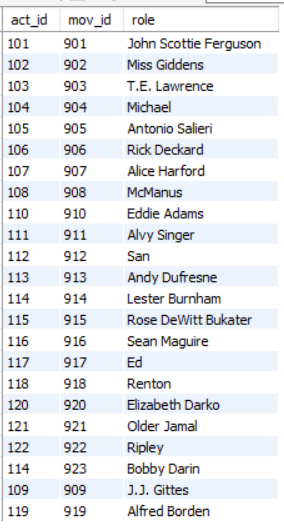 act_id mov_id role
101 901 John Scottie Ferguson
102 902 Miss Giddens
103 903 T.E. Lawrence
104 904 Michael
105 905 Antonio Salieri
106 906 Rick Deckard
107 907 Alice Harford
108 908 McManus
110 910 Eddie Adams
111 911 Alvy Singer
112 912 San
113 913 Andy Dufresne
114 914 Lester Burnham
115 915 Rose DeWitt Bukater
116 916 Sean Maguire
117 917 Ed
118 918 Renton
120 920 Elizabeth Darko
121 921 Older Jamal
122 922 Ripley
114 923 Bobby Darin
109 909 J.J. Gittes
119 919 Alfred Borden